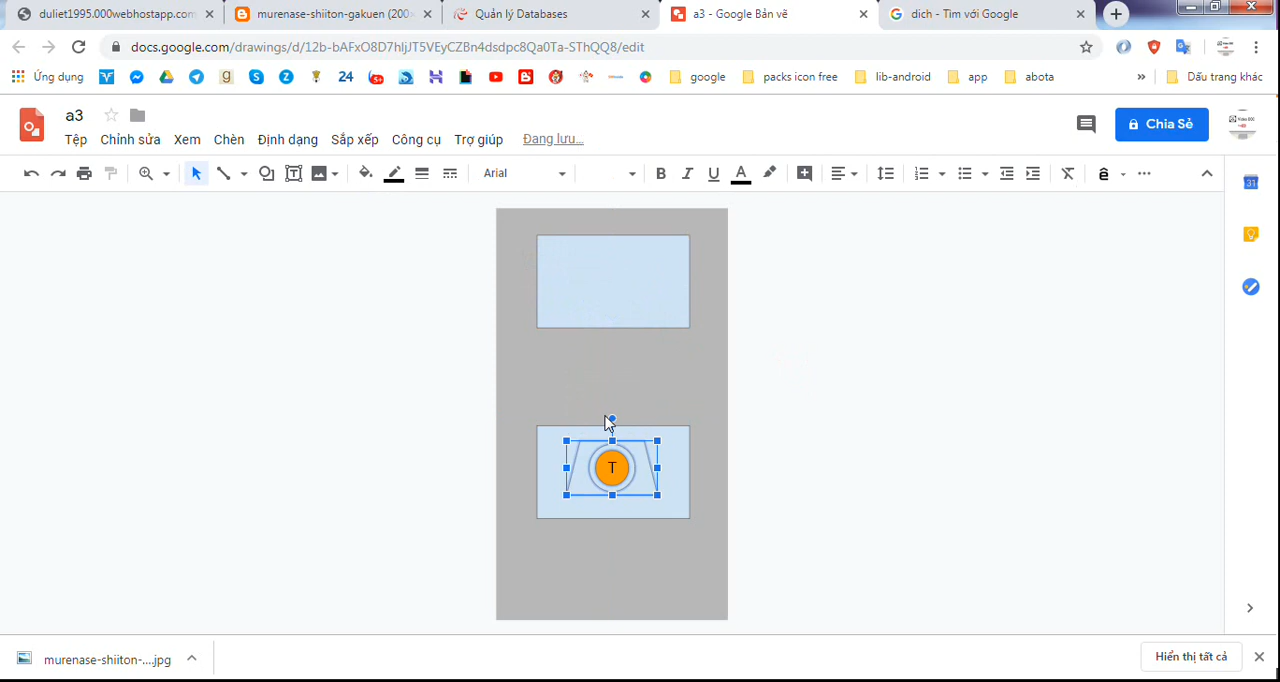 duliet1995.000webhostapp.com
murenase-shiiton-gakuen (200×
Quản lý Databases
a3 - Google Bản vẽ
dich - Tìm với Google
docs.google.com/drawings/d/12b-bAFxO8D7hIjJT5VEyCZBn4dsdpc8Qa0Ta-SThQQ8/edit
Ứng dụng
24
google
packs icon free
lib-android
app
abota
»
Dấu trang khác
a3
Chia Sẻ
Tệp Chỉnh sửa Xem Chèn Định dạng Sắp xếp Công cụ Trợ giúp Đang lưu...
Arial
B I U A
ê
31
T
murenase-shiiton-....jpg
Hiển thị tất cả